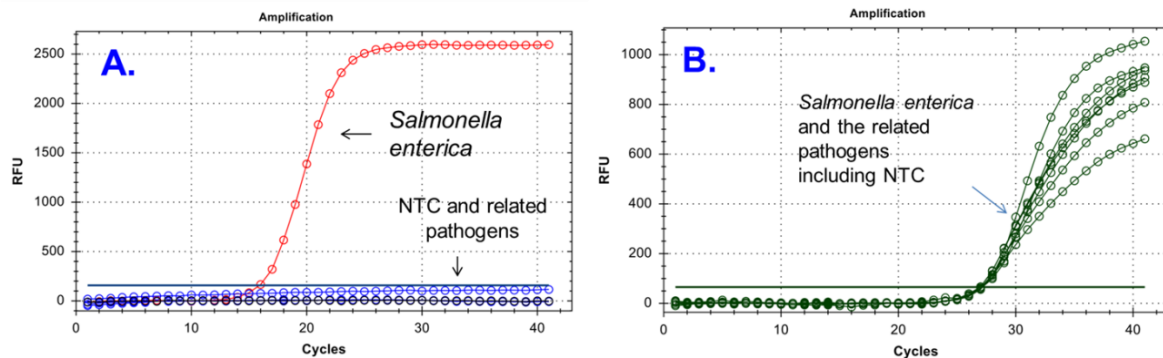 Amplification
A.
2500
2000
1500
1000
500
0
RFU
Salmonella
enterica
NTC and related
pathogens
0
10
20
30
40
Cycles
Amplification
B.
1000
800
600
400
200
0
RFU
Salmonella enterica
and the related
pathogens
including NTC
0
10
20
30
40
Cycles